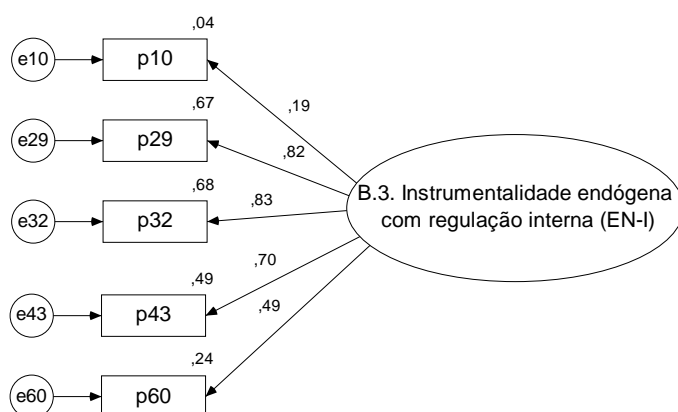 ,04
e10
p10
,19
,67
e29
p29
,82
,68
e32
p32
,83
B.3. Instrumentalidade endógena
com regulação interna (EN-I)
,70
,49
e43
p43
,49
,24
e60
p60